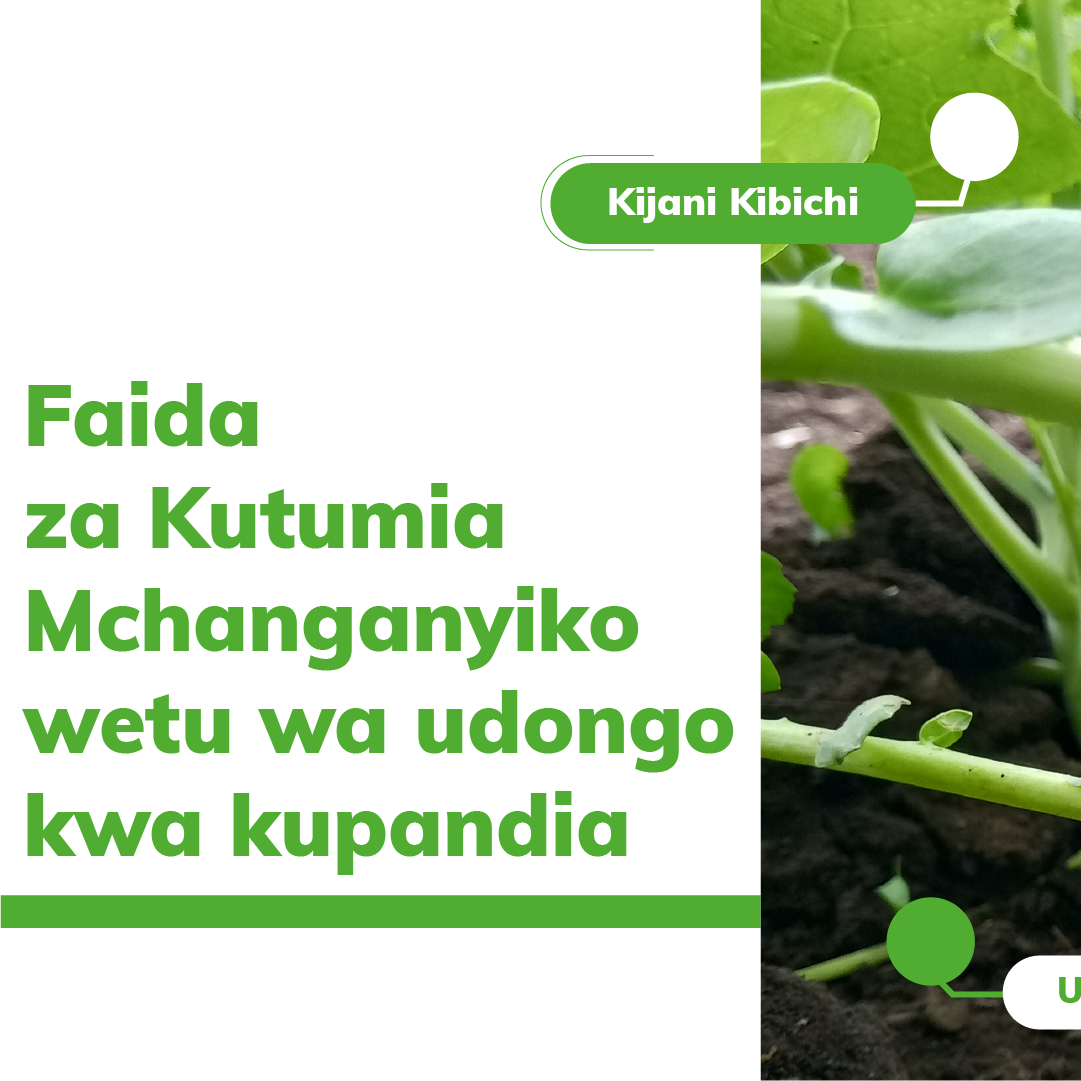 Kijani Kibichi
Faida
za Kutumia
Mchanganyiko
wetu wa udongo
kwa kupandia